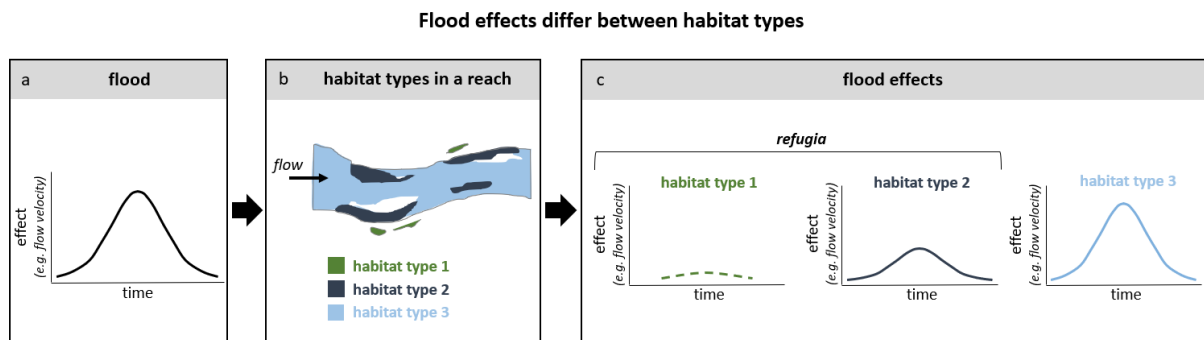 Flood effects differ between habitat types
a
flood
effect
(e.g. flow velocity)
time
b
habitat types in a reach
flow
habitat type 1
habitat type 2
habitat type 3
c
flood effects
refugia
habitat type 1
effect
(e.g. flow velocity)
time
habitat type 2
effect
(e.g. flow velocity)
time
habitat type 3
effect
(e.g. flow velocity)
time